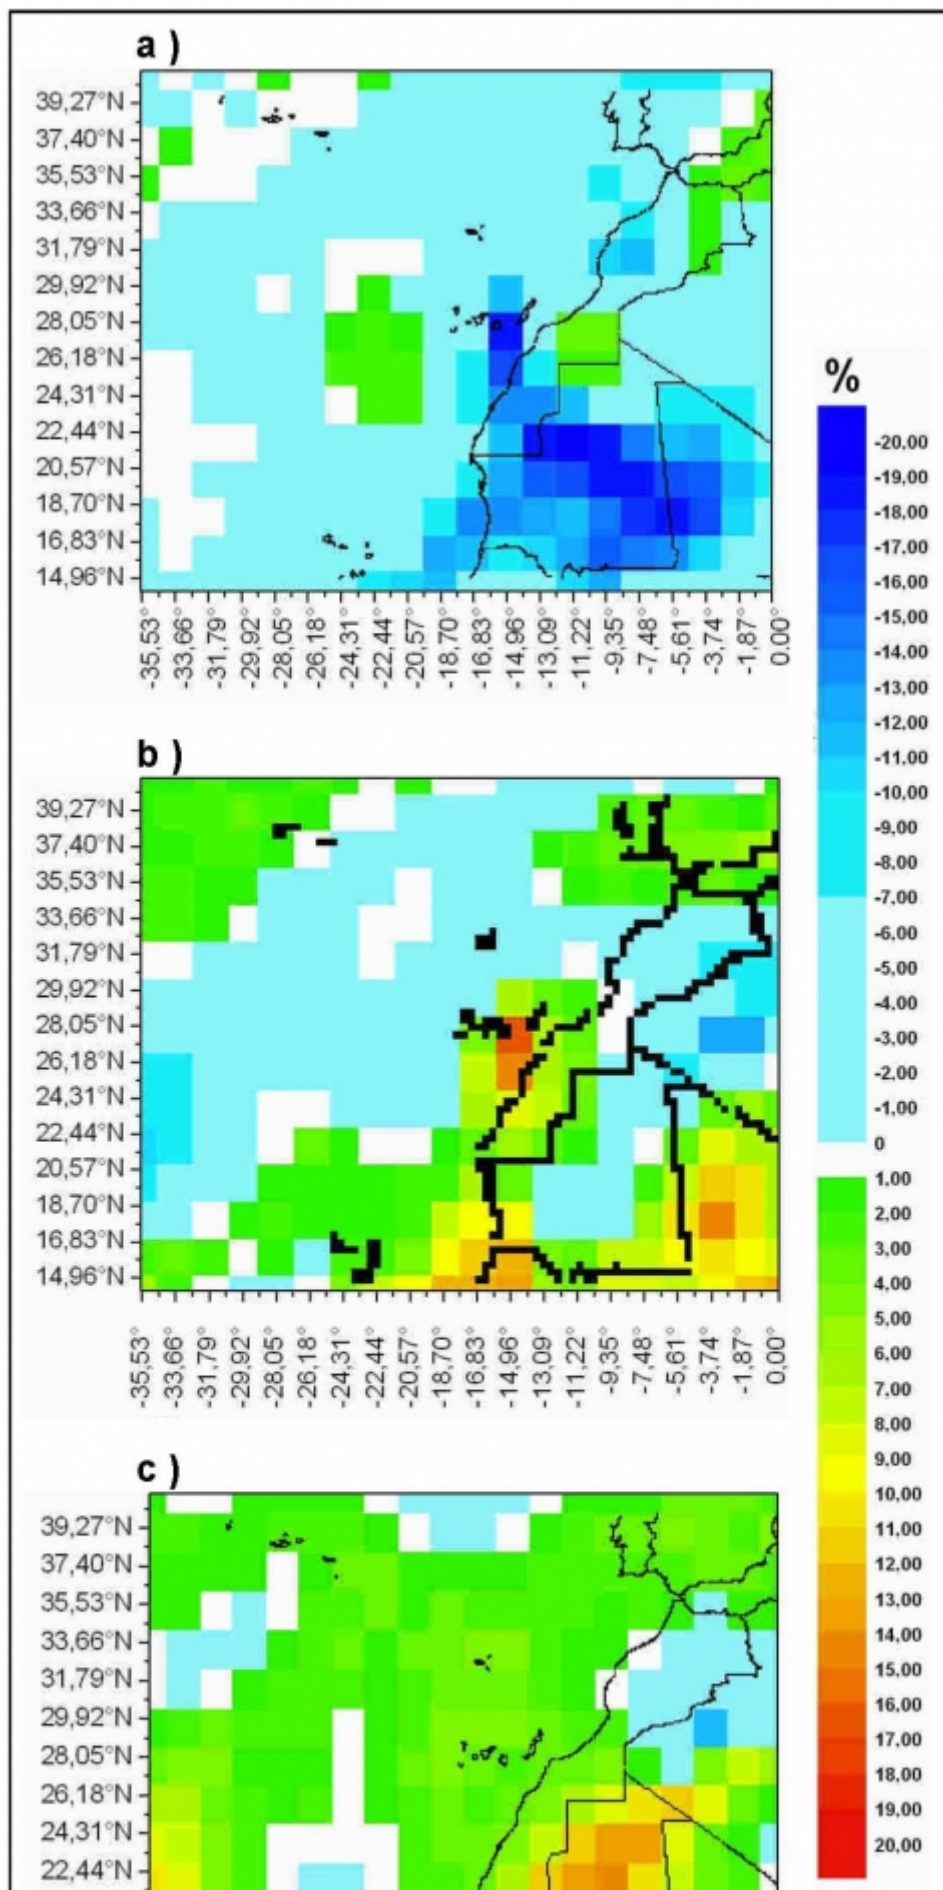 a )
39,27°N
37,40°N
35,53°N
33,66°N
31,79°N
29,92°N
28,05°N
26,18°N
24,31°N
22,44°N
20,57°N
18,70°N
16,83°N
14,96°N
-35,53°
-33,66°
-31,79°
-29,92°
-28,05°
-26,18°
-24,31°
-22,44°
-20,57°
-18,70°
-16,83°
-14,96°
-13,09°
-11,22°
-9,35°
-7,48°
-5,61°
-3,74°
-1,87°
0.00°
b )
39,27°N
37,40°N
35,53°N
33,66°N
31,79°N
29,92°N
28,05°N
26,18°N
24,31°N
22,44°N
20,57°N
18,70°N
16,83°N
14,96°N
-35,53°
-33,66°
-31,79°
-29,92°
-28,05°
-26,18°
-24,31°
-22,44°
-20,57°
-18,70°
-16,83°
-14,96°
-13,09°
-11,22°
-9,35°
-7,48°
-5,61°
-3,74°
-1,87°
0,00°
c )
39,27°N
37,40°N
35,53°N
33,66°N
31,79°N
29,92°N
28,05°N
26,18°N
24,31°N
22,44°N
%
-20,00
-19,00
-18,00
-17,00
-16,00
-15,00
-14,00
-13,00
-12,00
-11,00
-10,00
-9,00
-8,00
-7,00
-6,00
-5,00
-4,00
-3,00
-2,00
-1,00
0
1,00
2,00
3,00
4,00
5,00
6,00
7,00
8,00
9,00
10,00
11,00
12,00
13,00
14,00
15,00
16,00
17,00
18,00
19,00
20,00